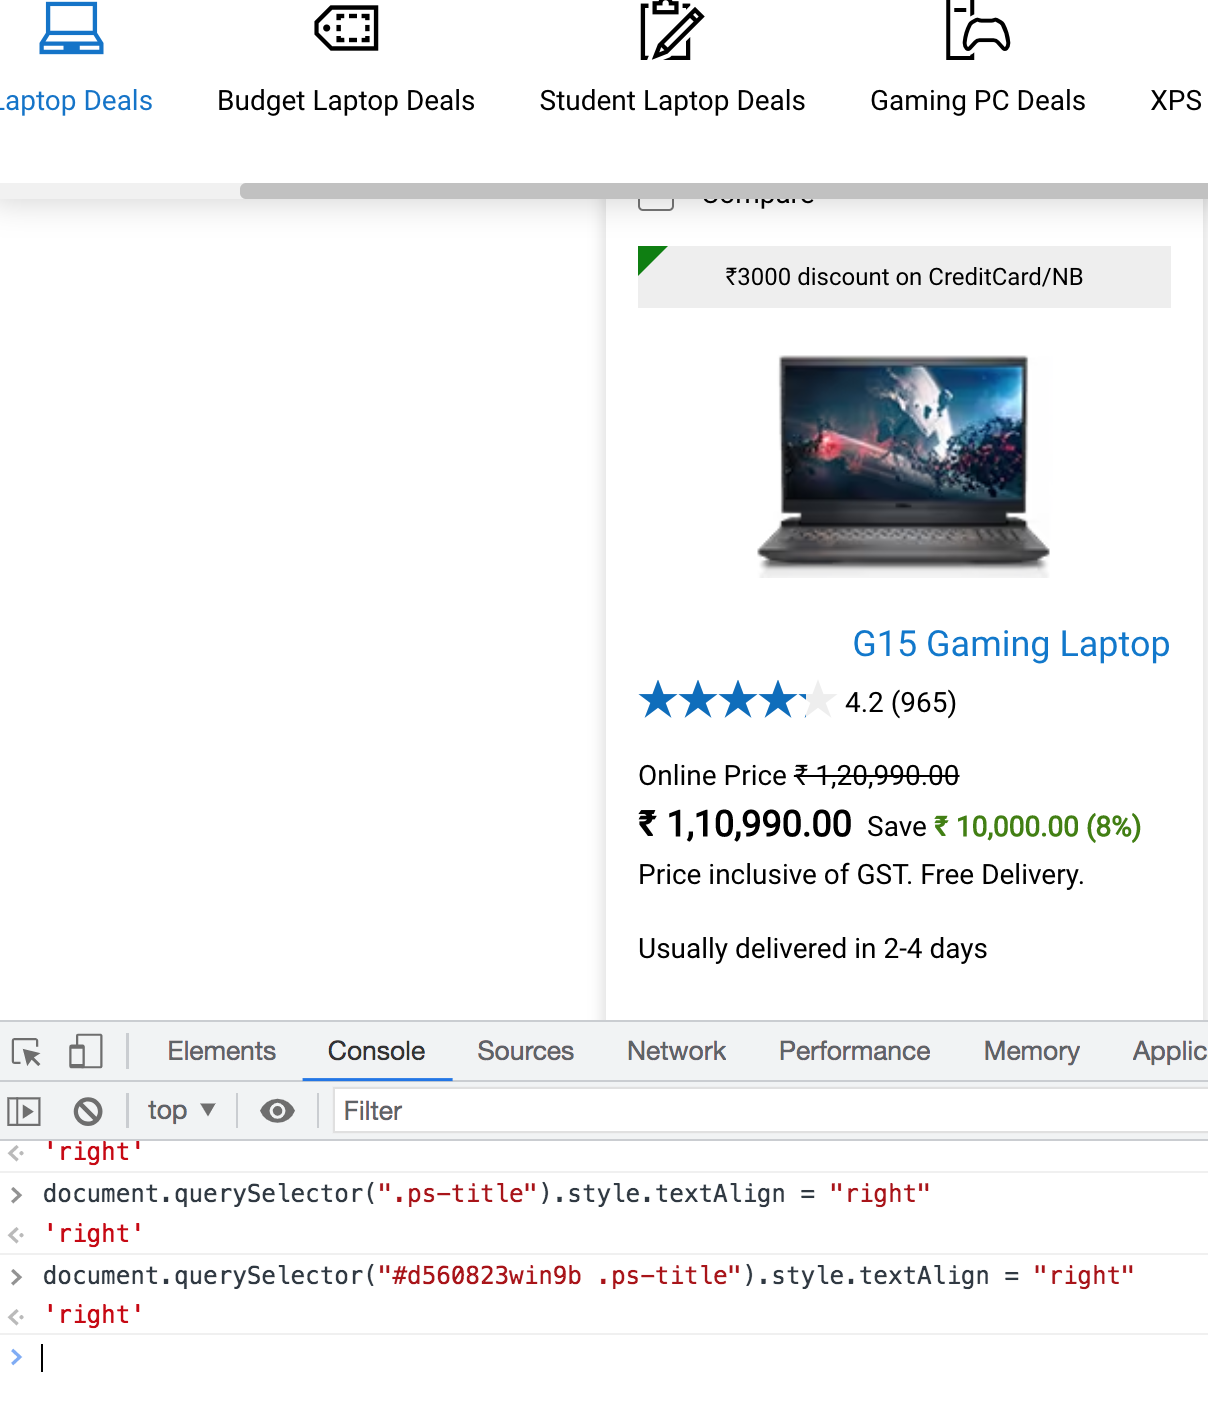 Laptop Deals
Budget Laptop Deals
Student Laptop Deals
Gaming PC Deals
XPS
Compare
₹3000 discount on CreditCard/NB
G15 Gaming Laptop
4.2 (965)
Online Price ₹ 1,20,990.00
₹ 1,10,990.00 Save ₹ 10,000.00 (8%)
Price inclusive of GST. Free Delivery.
Usually delivered in 2-4 days
Elements Console Sources Network Performance Memory Applic
top ▼ Filter
'right'
document.querySelector(".ps-title").style.textAlign = "right"
'right'
document.querySelector("#d560823win9b .ps-title").style.textAlign = "right"
'right'